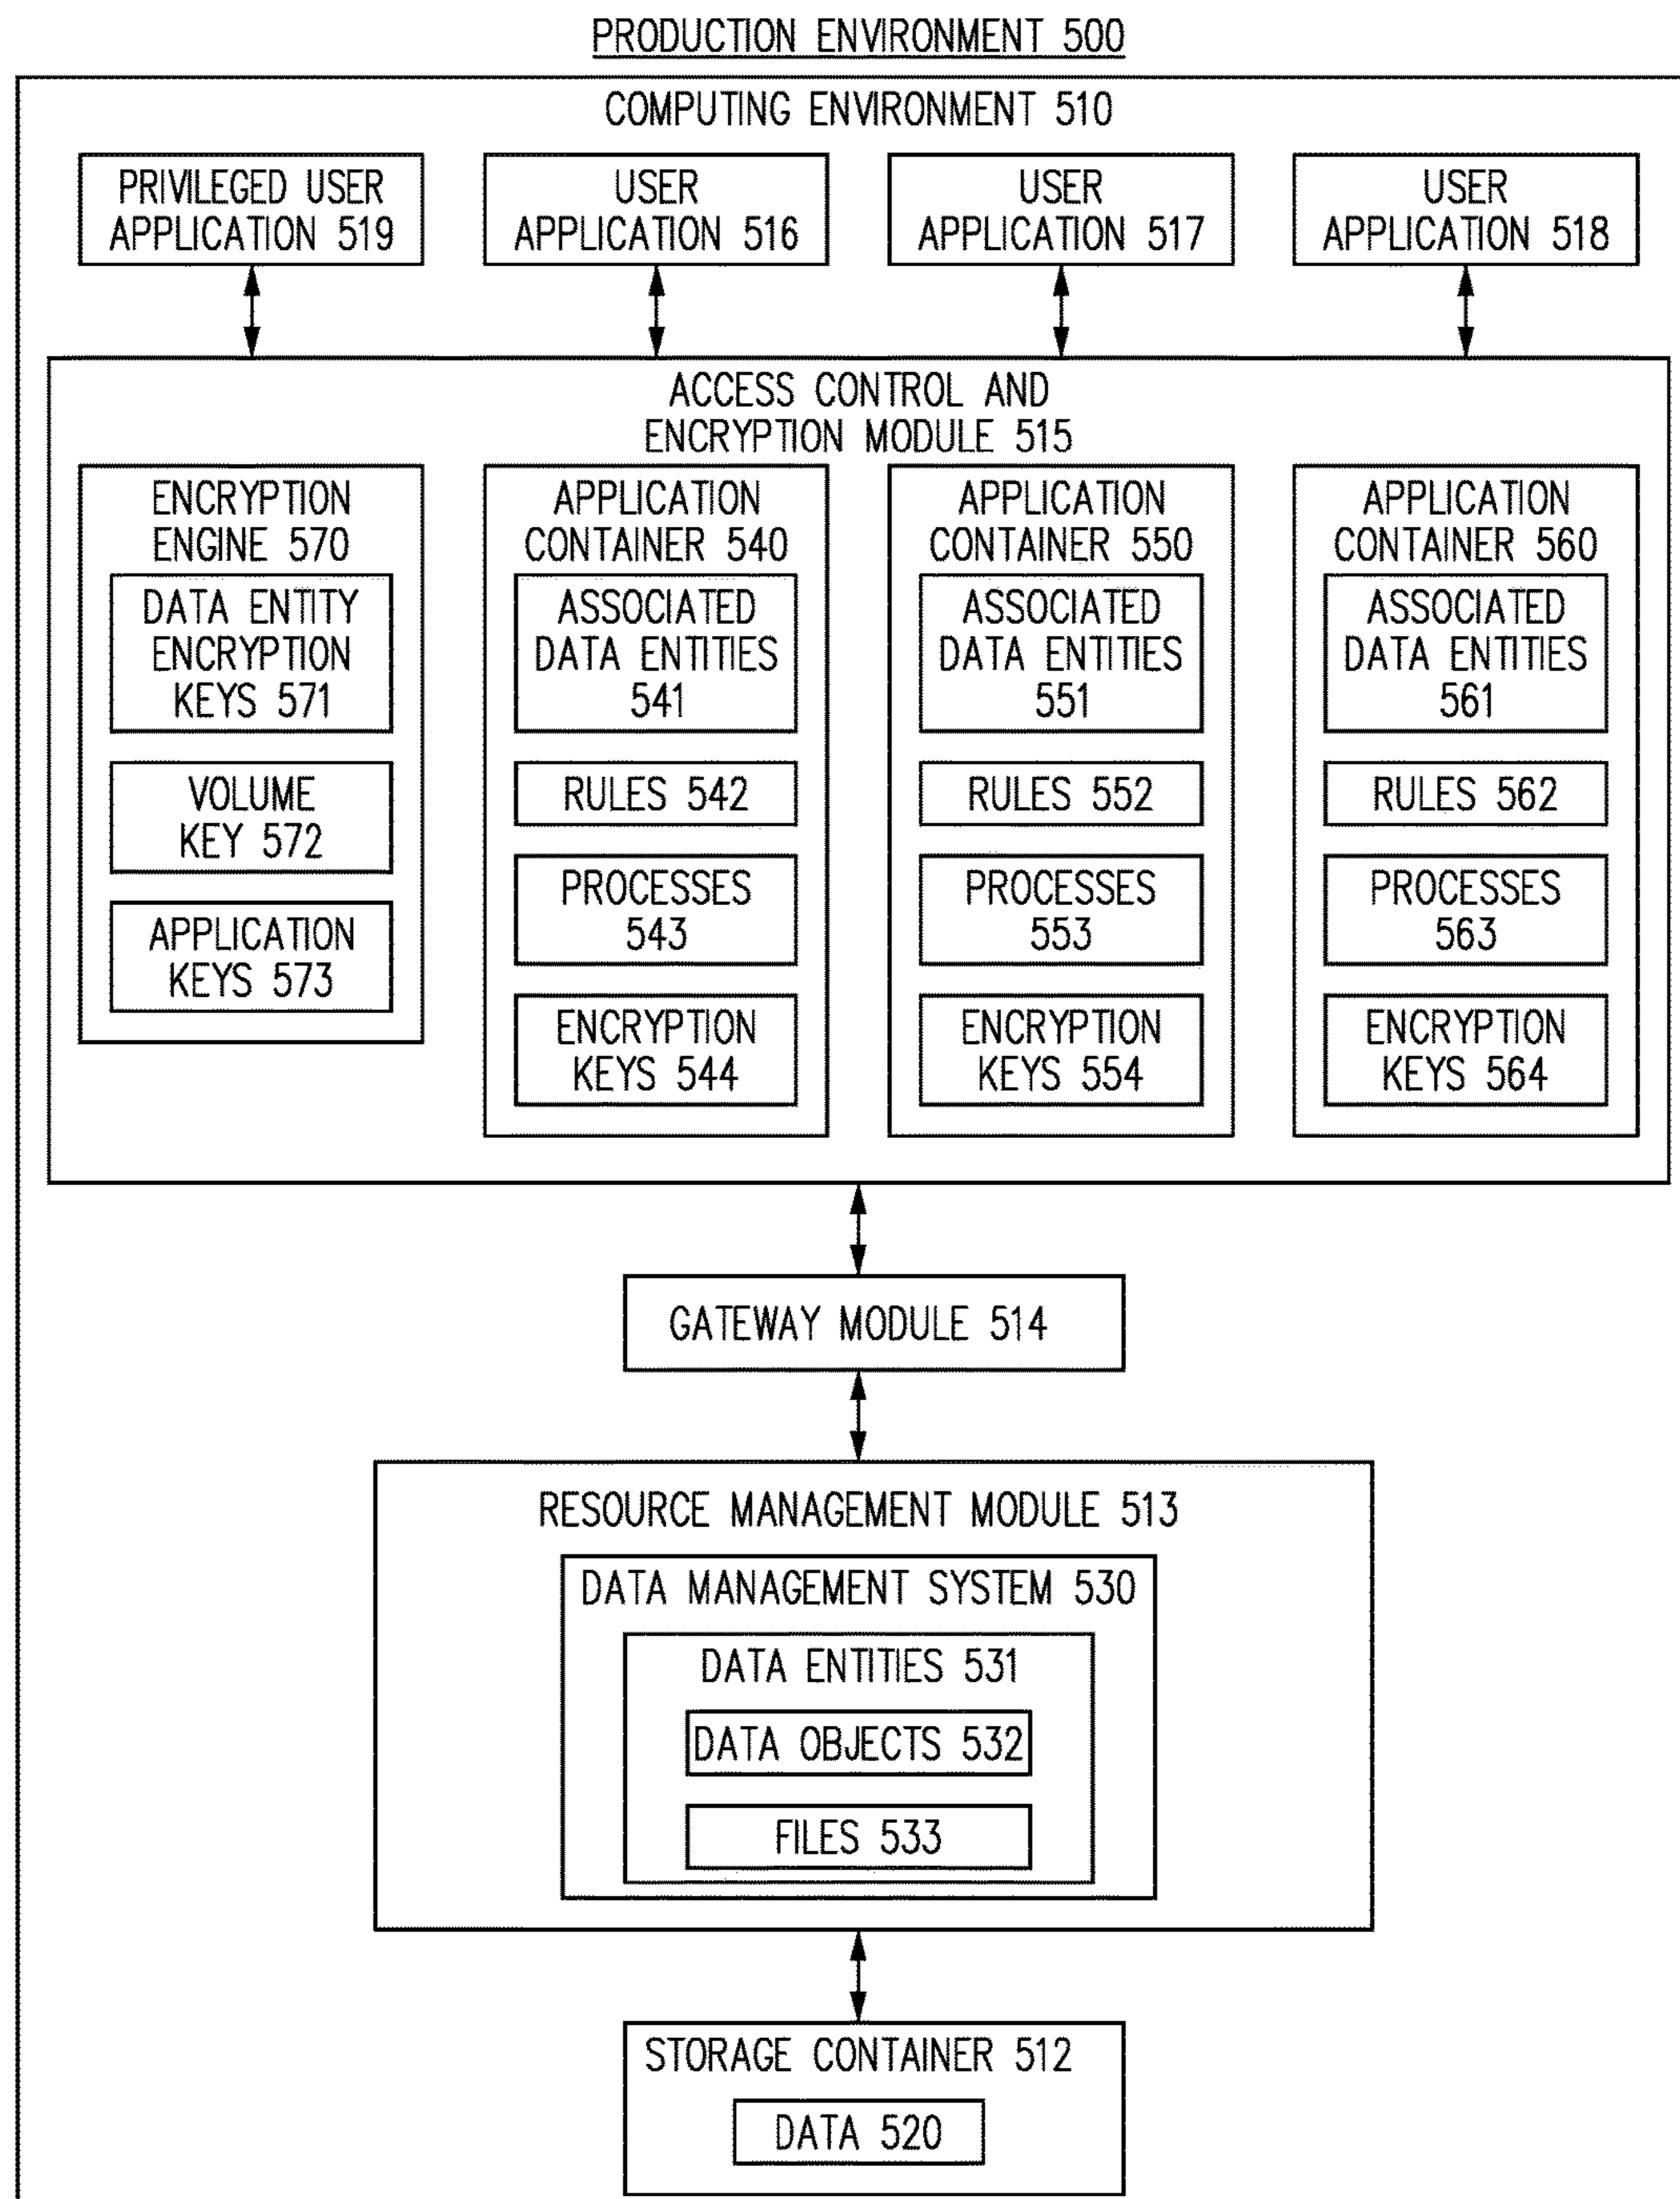 PRODUCTION ENVIRONMENT 500
COMPUTING ENVIRONMENT 510
PRIVILEGED USER
APPLICATION 519
USER
APPLICATION 516
USER
APPLICATION 517
USER
APPLICATION 518
ACCESS CONTROL AND
ENCRYPTION MODULE 515
ENCRYPTION
ENGINE 570
DATA ENTITY
ENCRYPTION
KEYS 571
VOLUME
KEY 572
APPLICATION
KEYS 573
APPLICATION
CONTAINER 540
ASSOCIATED
DATA ENTITIES
541
RULES 542
PROCESSES
543
ENCRYPTION
KEYS 544
APPLICATION
CONTAINER 550
ASSOCIATED
DATA ENTITIES
551
RULES 552
PROCESSES
553
ENCRYPTION
KEYS 554
APPLICATION
CONTAINER 560
ASSOCIATED
DATA ENTITIES
561
RULES 562
PROCESSES
563
ENCRYPTION
KEYS 564
GATEWAY MODULE 514
RESOURCE MANAGEMENT MODULE 513
DATA MANAGEMENT SYSTEM 530
DATA ENTITIES 531
DATA OBJECTS 532
FILES 533
STORAGE CONTAINER 512
DATA 520